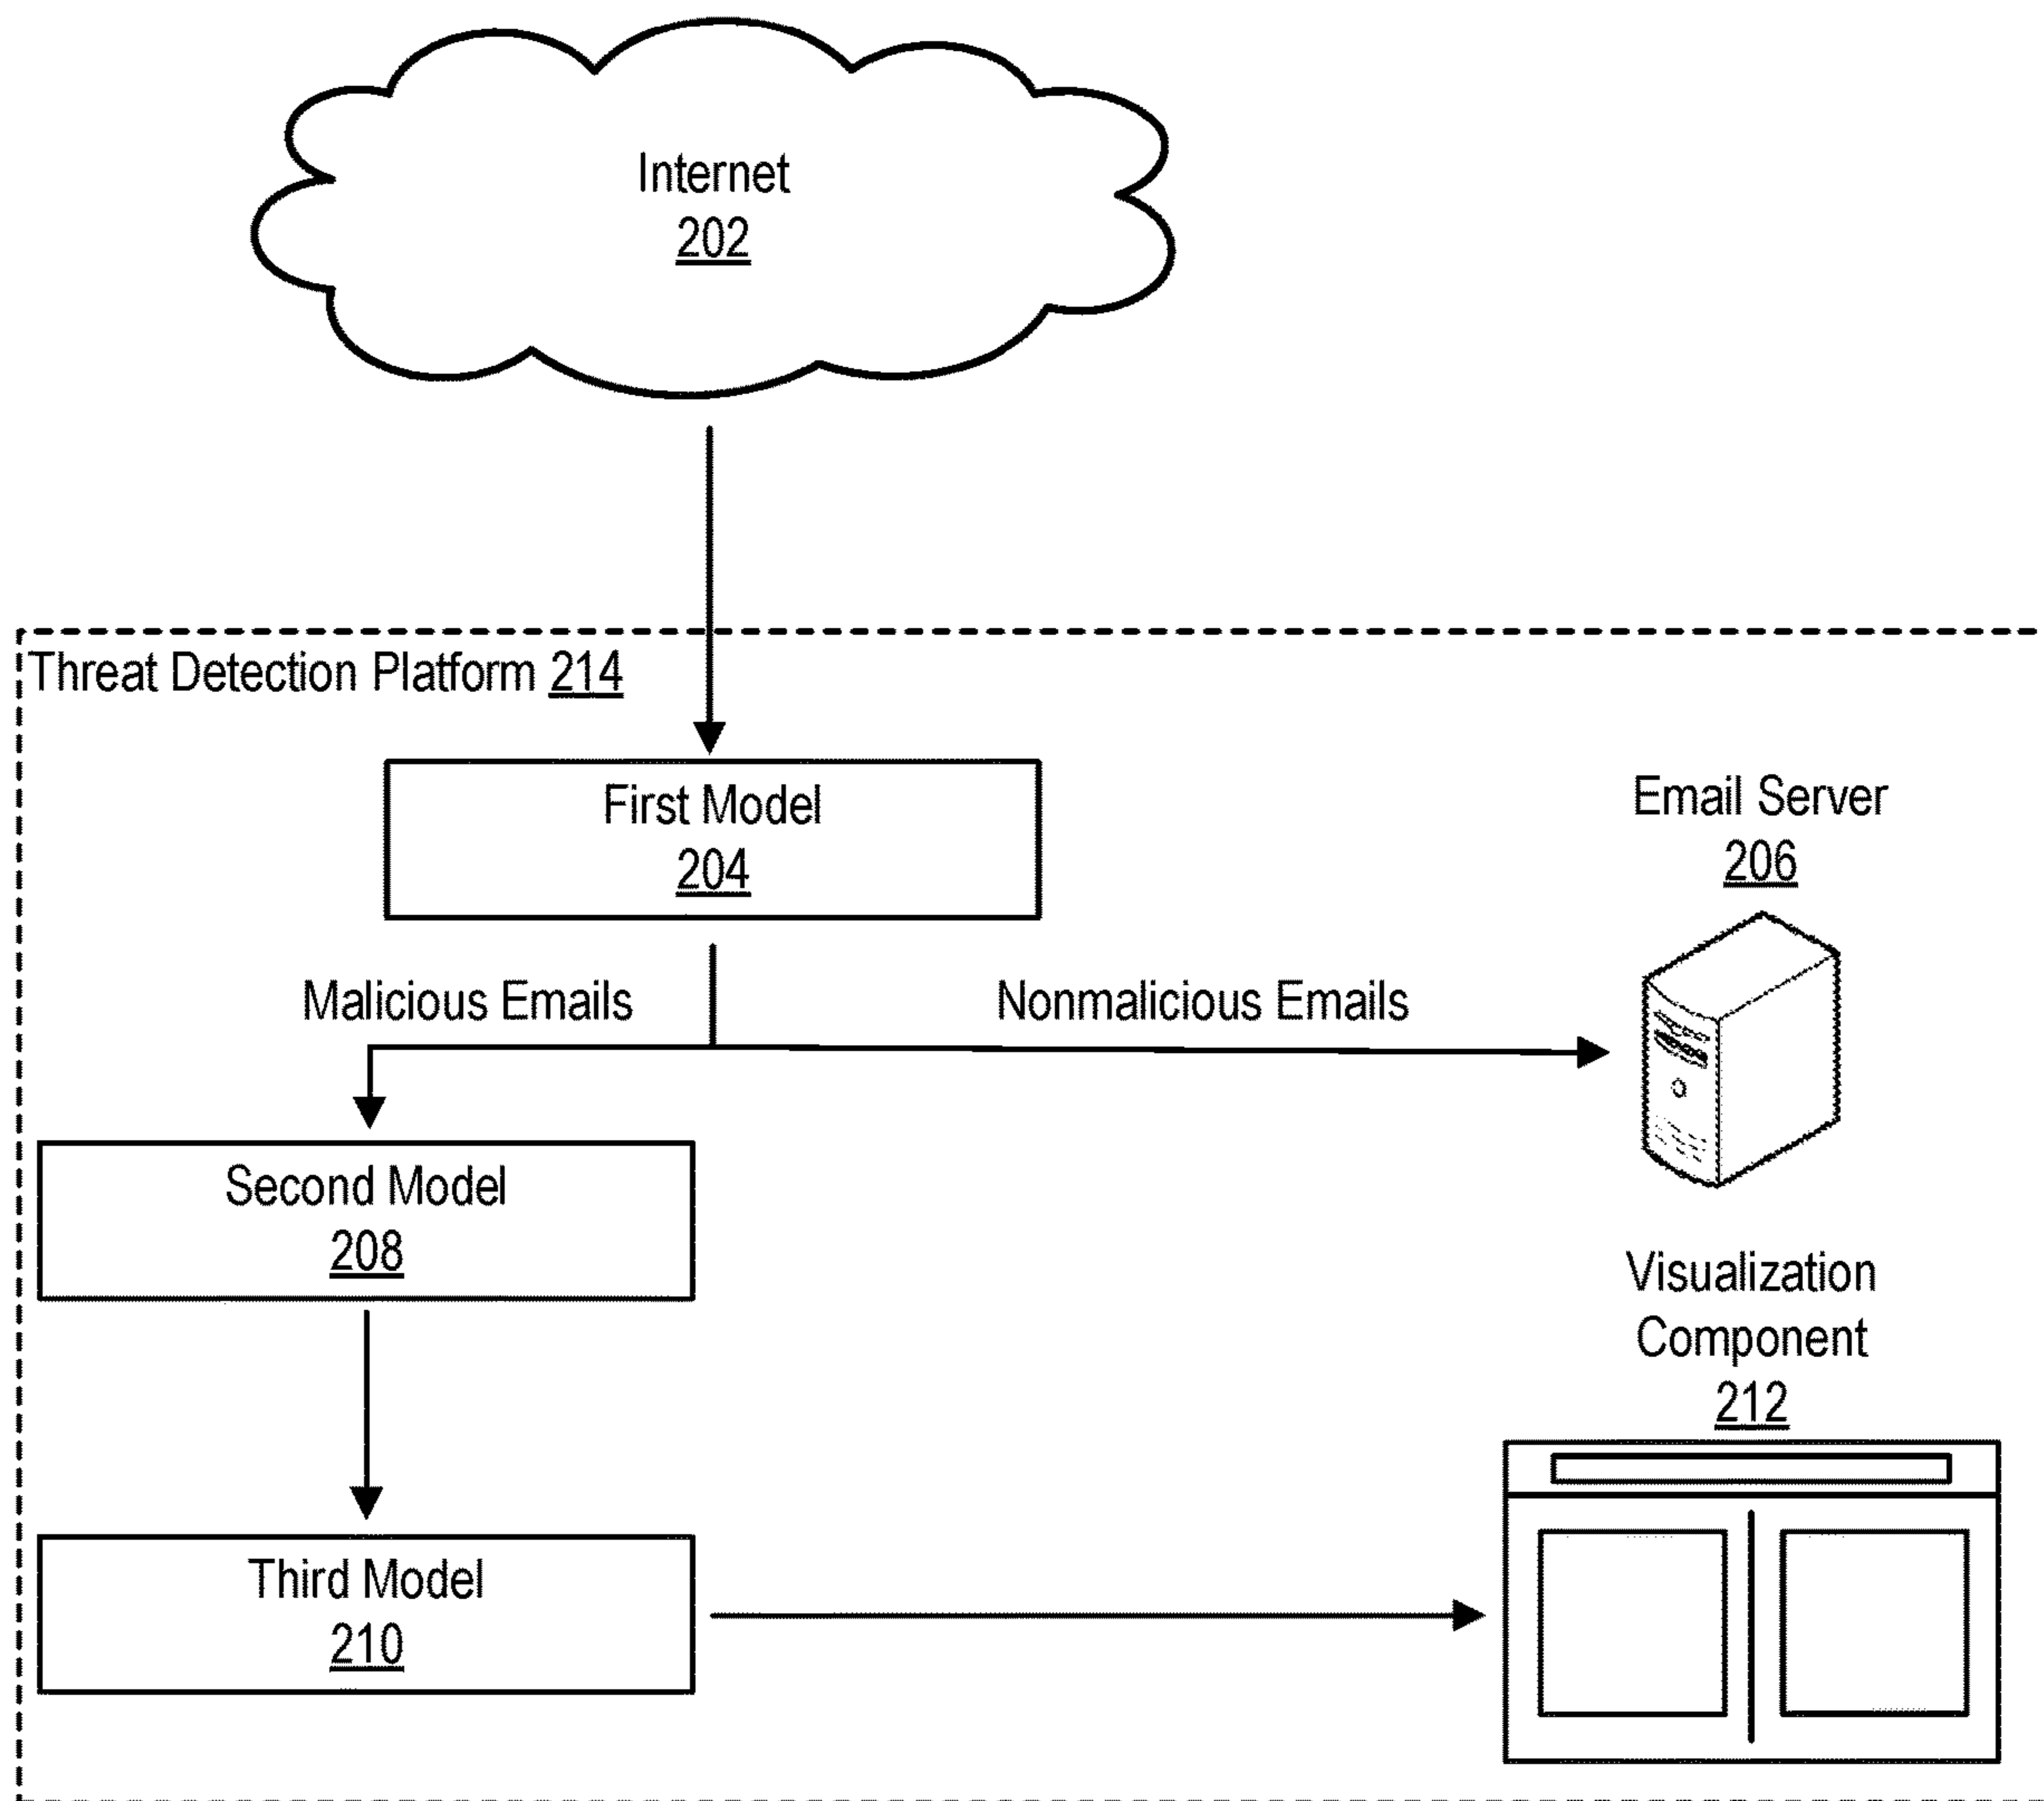 Internet
202
Threat Detection Platform 214
First Model
204
Email Server
206
Malicious Emails
Nonmalicious Emails
Second Model
208
Visualization
Component
212
Third Model
210